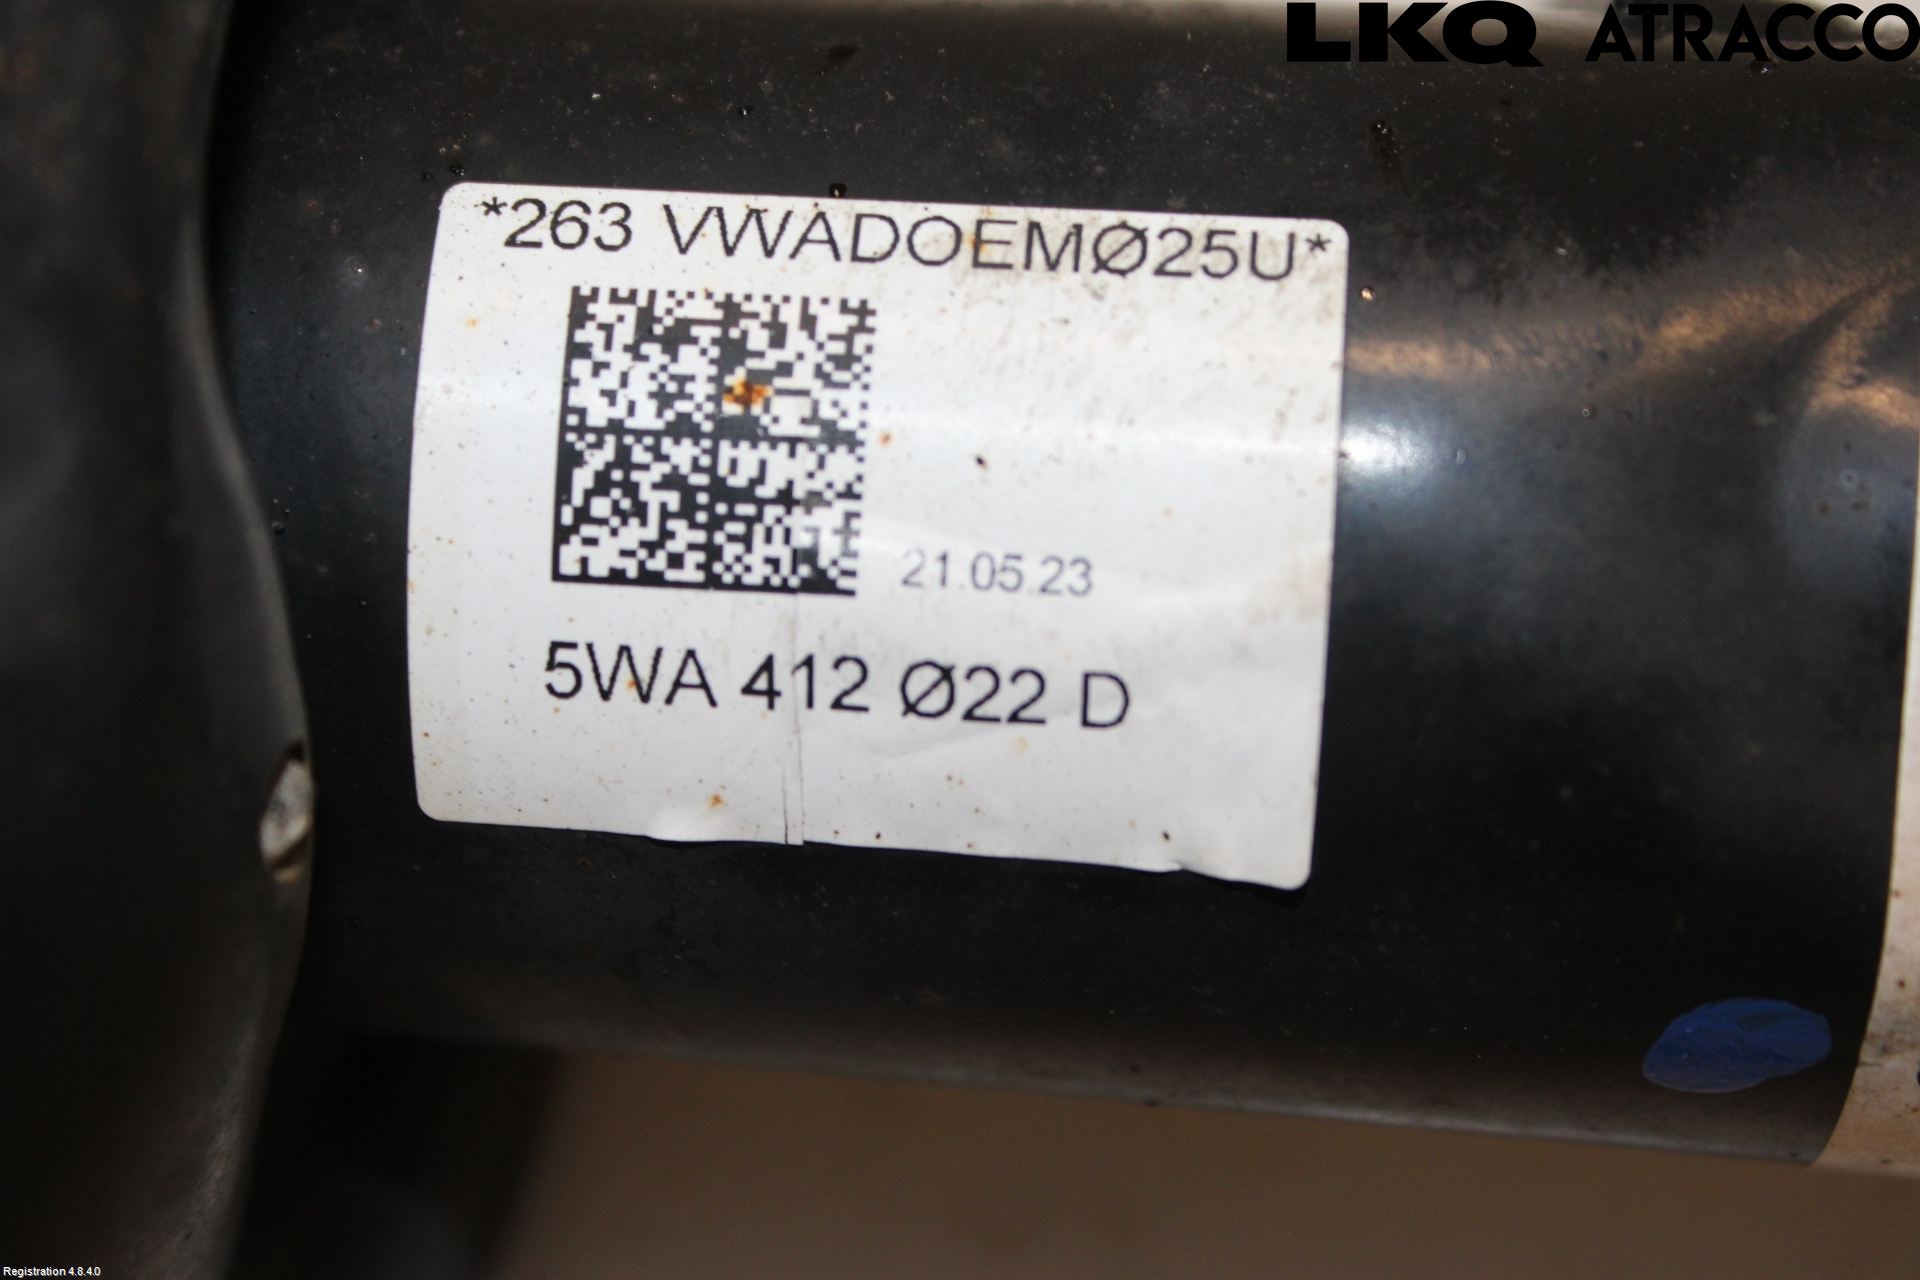 LKQ ATRACCO
*263 VWADOEMØ25U*
21.05.23
5WA 412 Ø22 D
Registration 4.8.4.0